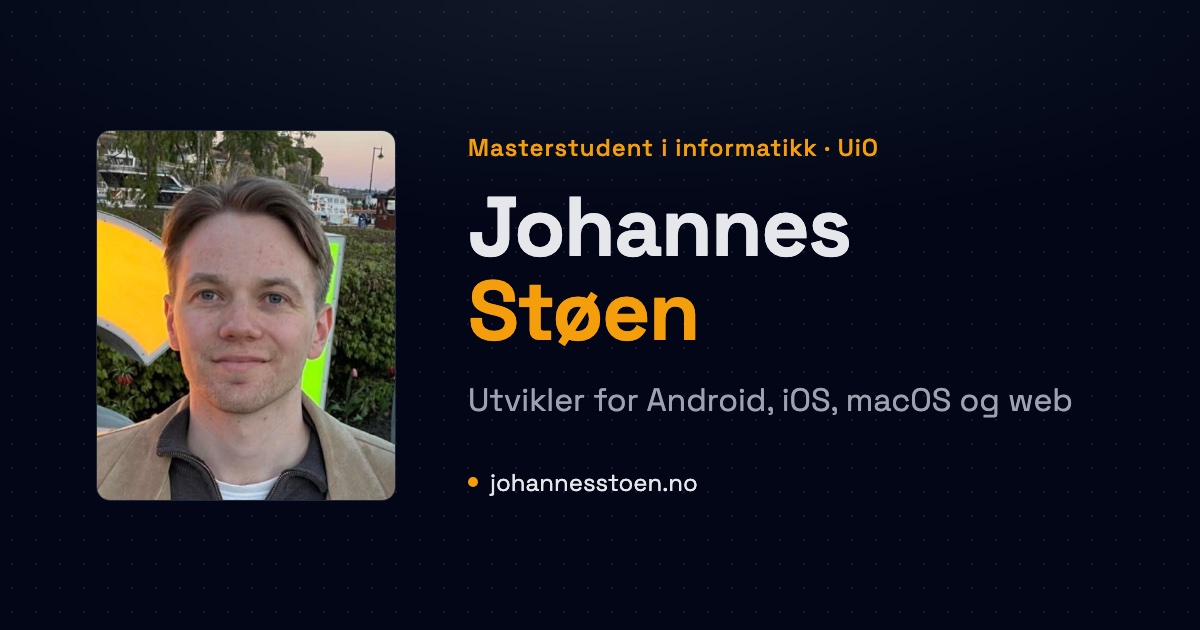 Masterstudent i informatikk · UiO
Johannes
Støen
Utvikler for Android, iOS, macOS og web
johannesstoen.no